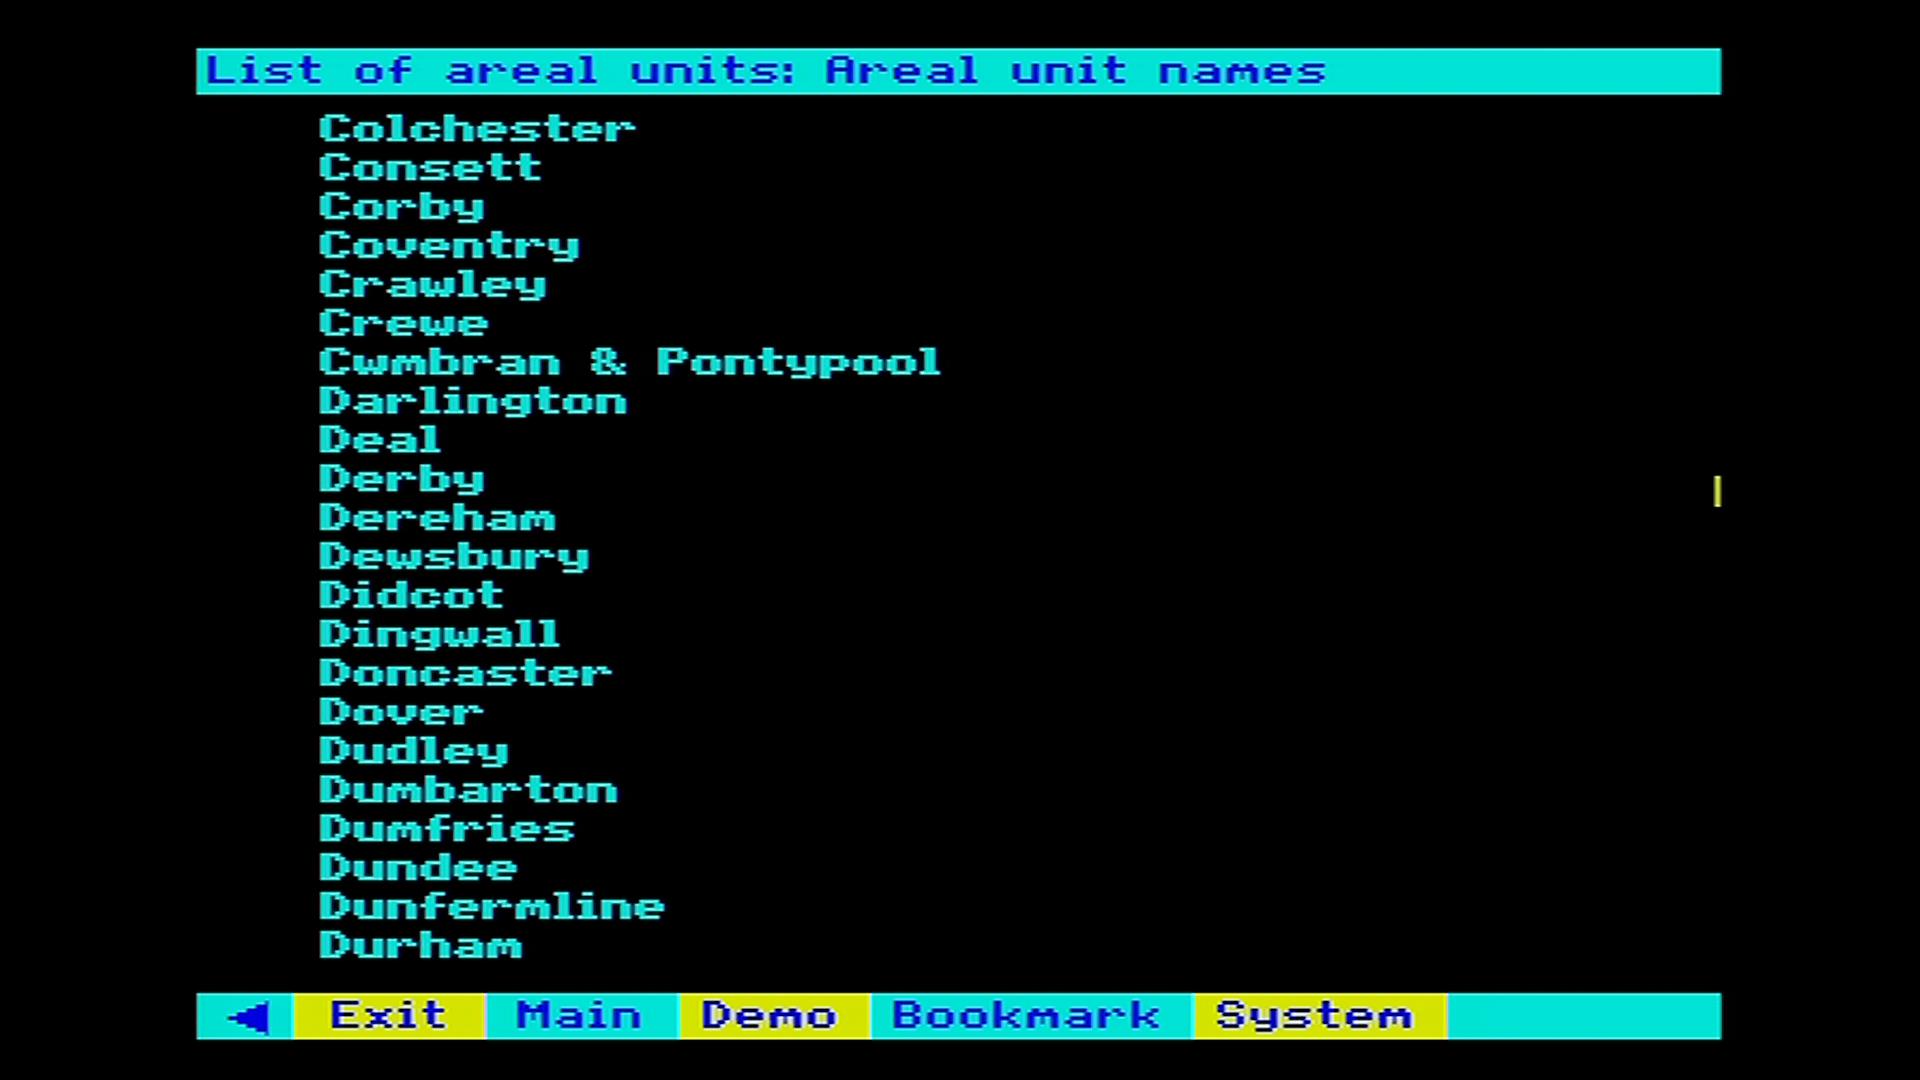 List of areal units: Areal unit names
Colchester
Consett
Corby
Coventry
Crawley
Crewe
Cwmbran & Pontypool
Darlington
Deal
Derby
Dereham
Dewsbury
Didcot
Dingwall
Doncaster
Dover
Dudley
Dumbarton
Dumfries
Dundee
Dunfermline
Durham
Exit Main Demo Bookmark System